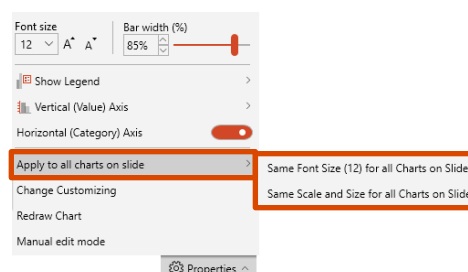 Font size
Bar width (%)
12
A
A
85%
Show Legend
Vertical (Value) Axis
Horizontal (Category) Axis
Apply to all charts on slide
Same Font Size (12) for all Charts on Slide
Change Customizing
Same Scale and Size for all Charts on Slide
Redraw Chart
Manual edit mode
Properties